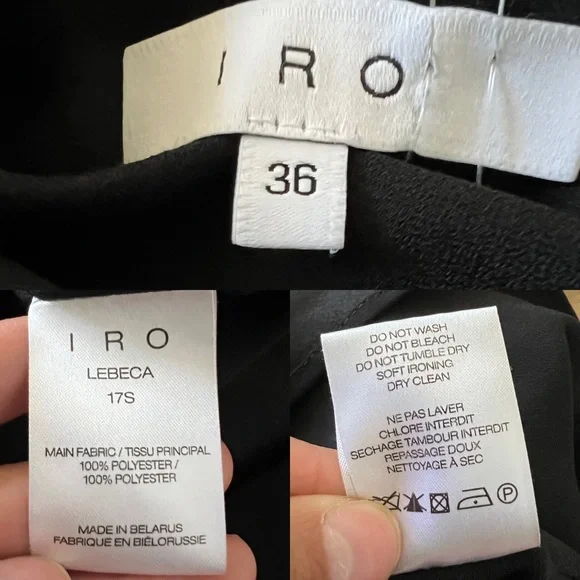 I R O
36
I R O
LEBECA
17S
MAIN FABRIC / TISSU PRINCIPAL
100% POLYESTER /
100% POLYESTER
MADE IN BELARUS
FABRIQUE EN BIÈLORUSSIE
DO NOT WASH
DO NOT BLEACH
DO NOT TUMBLE DRY
SOFT IRONING
DRY CLEAN
NE PAS LAVER
CHLORE INTERDIT
SECHAGE TAMBOUR INTERDIT
REPASSAGE DOUX
NETTOYAGE À SEC
P